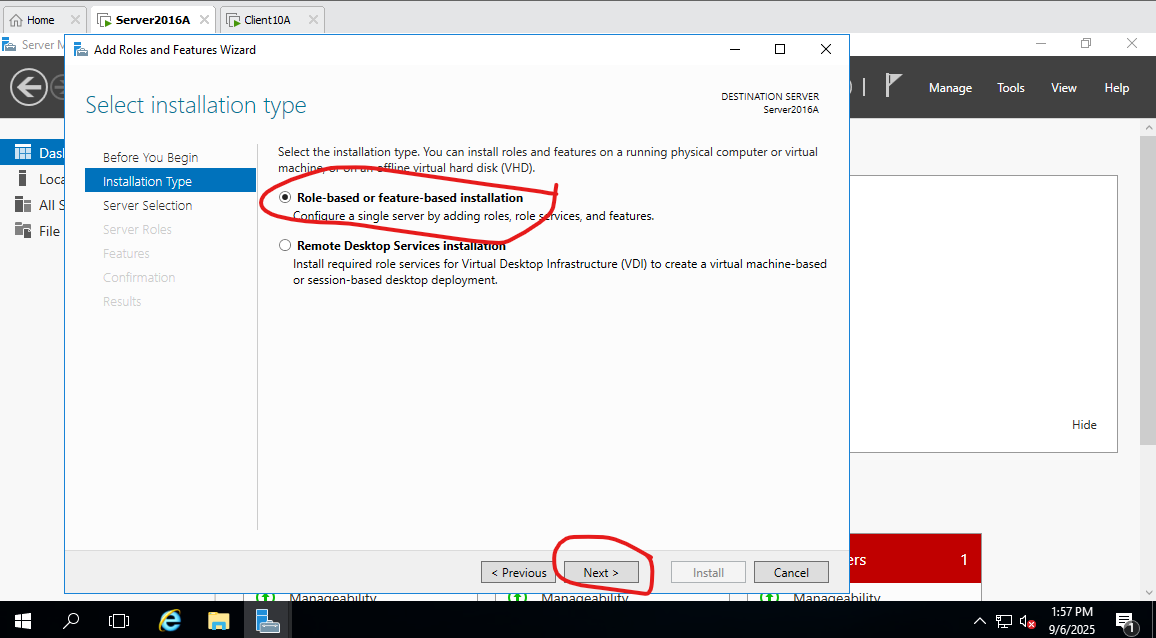 Home
Server2016A
Client10A
Server M
Add Roles and Features Wizard
Manage
Tools
View
Help
Select installation type
DESTINATION SERVER
Server2016A
Dash
Loca
All S
File
Before You Begin
Installation Type
Server Selection
Server Roles
Features
Confirmation
Results
Select the installation type. You can install roles and features on a running physical computer or virtual
machine, or on an offline virtual hard disk (VHD).
Role-based or feature-based installation
Configure a single server by adding roles, role services, and features.
Remote Desktop Services installation
Install required role services for Virtual Desktop Infrastructure (VDI) to create a virtual machine-based
or session-based desktop deployment.
Hide
< Previous
Next >
Install
Cancel
ers
1
Manageability
Manageability
Manageability
1:57 PM
9/6/2025
1